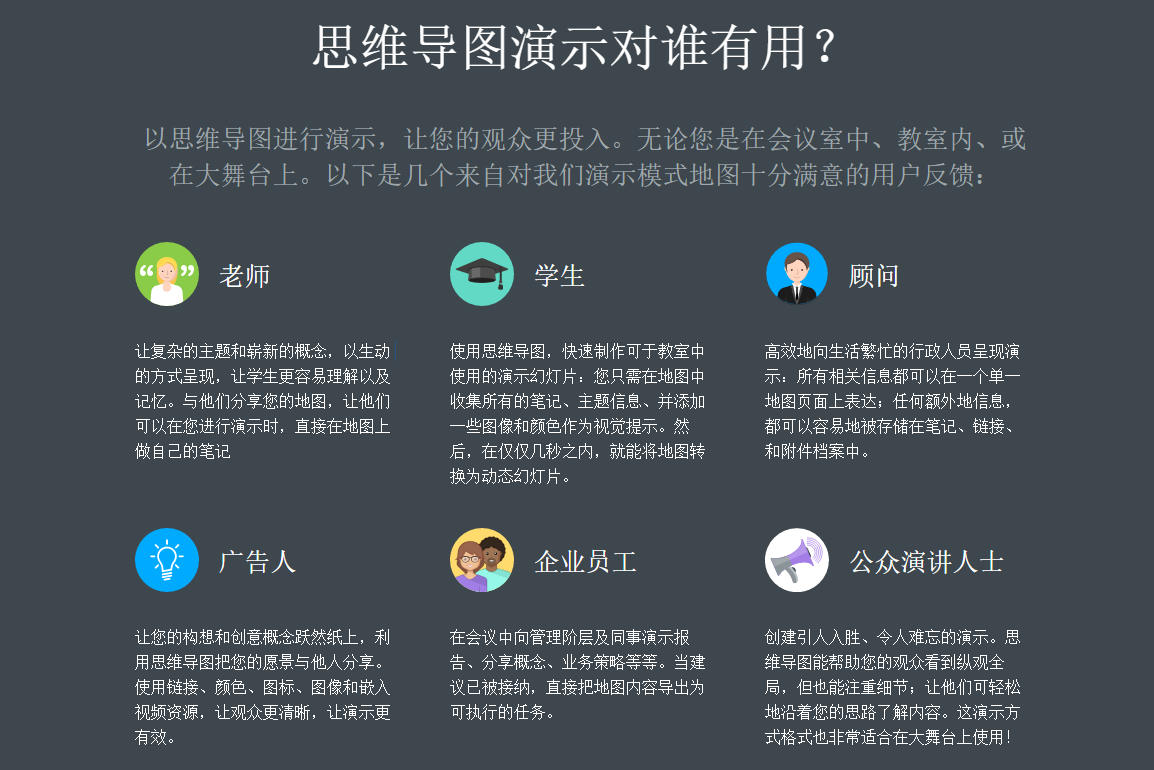 思维导图演示对谁有用？
以思维导图进行演示，让您的观众更投入。无论您是在会议室中、教室内、或
在大舞台上。以下是几个来自对我们演示模式地图十分满意的用户反馈：
老师
让复杂的主题和崭新的概念，以生动
的方式呈现，让学生更容易理解以及
记忆。与他们分享您的地图，让他们
可以在您进行演示时，直接在地图上
做自己的笔记
学生
使用思维导图，快速制作可于教室中
使用的演示幻灯片：您只需在地图中
收集所有的笔记、主题信息、并添加
一些图像和颜色作为视觉提示。然
后，在仅仅几秒之内，就能将地图转
换为动态幻灯片。
顾问
高效地向生活繁忙的行政人员呈现演
示：所有相关信息都可以在一个单一
地图页面上表达；任何额外地信息，
都可以容易地被存储在笔记、链接、
和附件档案中。
广告人
让您的构想和创意概念跃然纸上，利
用思维导图把您的愿景与他人分享。
使用链接、颜色、图标、图像和嵌入
视频资源，让观众更清晰，让演示更
有效。
企业员工
在会议中向管理阶层及同事演示报
告、分享概念、业务策略等等。当建
议已被接纳，直接把地图内容导出为
可执行的任务。
公众演讲人士
创建引人入胜、令人难忘的演示。思
维导图能帮助您的观众看到纵观全
局，但也能注重细节；让他们可轻松
地沿着您的思路了解内容。这演示方
式格式也非常适合在大舞台上使用！